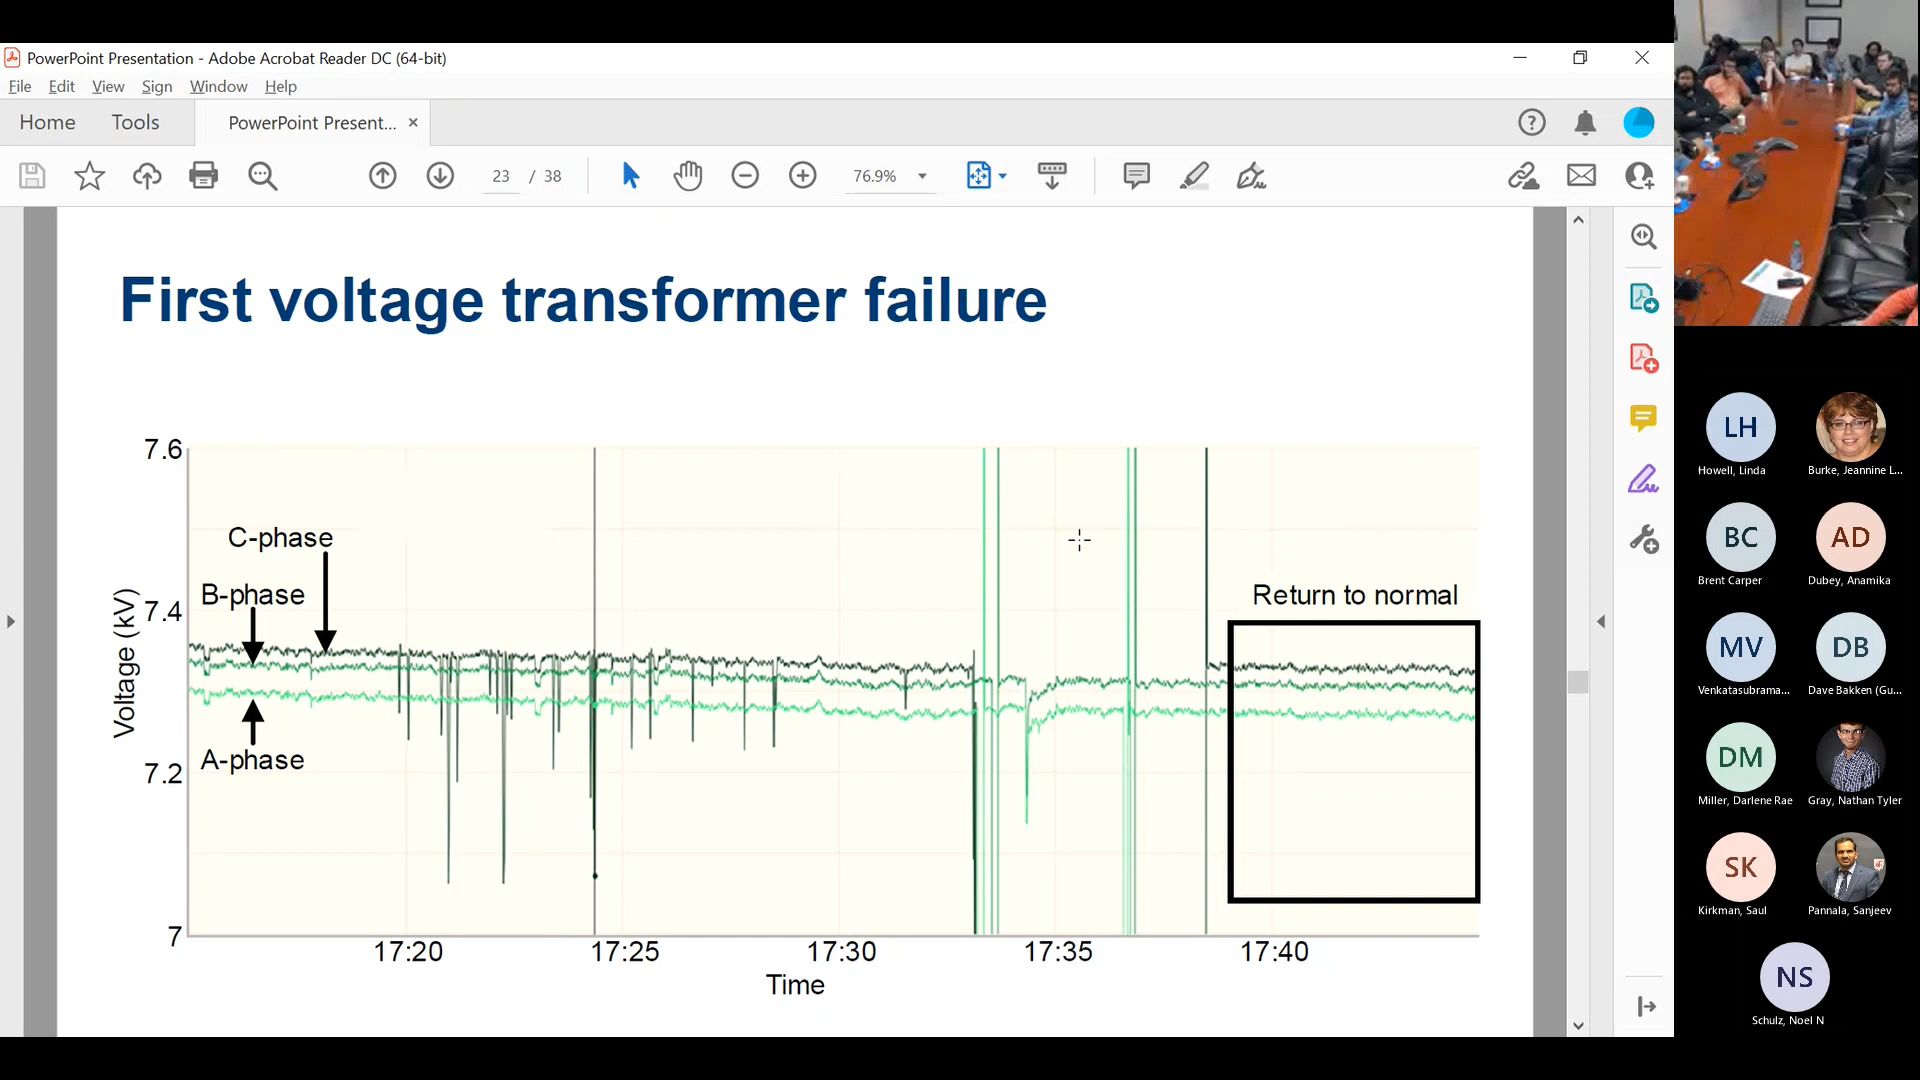 PowerPoint Presentation - Adobe Acrobat Reader DC (64-bit)
File Edit View Sign Window Help
Home Tools PowerPoint Present... ×
23 / 38 76.9%
First voltage transformer failure
7.6
7.4
7.2
7
Voltage (kV)
C-phase
B-phase
A-phase
Return to normal
17:20 17:25 17:30 17:35 17:40
Time
LH
Howell, Linda Burke, Jeannine L...
BC AD
Brent Carper Dubey, Anamika
MV DB
Venkatasubrama... Dave Bakken (Gu...
DM
Miller, Darlene Rae Gray, Nathan Tyler
SK
Kirkman, Saul Pannala, Sanjeev
NS
Schulz, Noel N